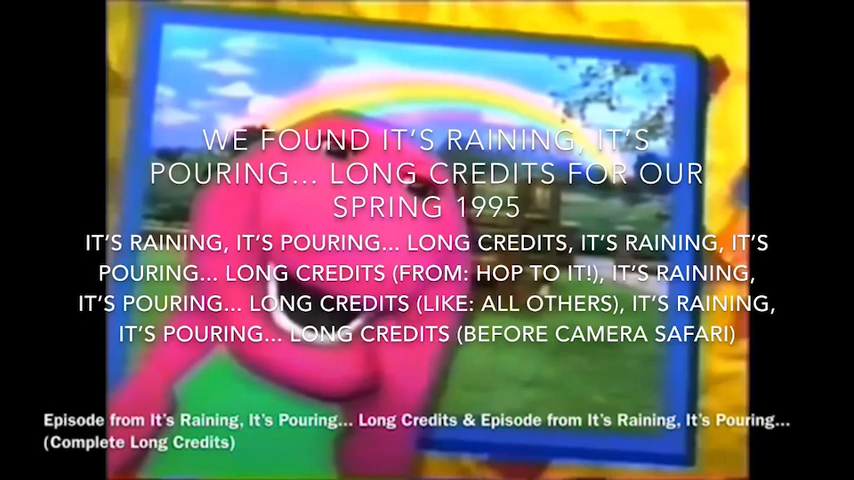 WE FOUND IT'S RAINING, IT'S
POURING... LONG CREDITS FOR OUR
SPRING 1995
IT'S RAINING, IT'S POURING... LONG CREDITS, IT'S RAINING, IT'S
POURING... LONG CREDITS (FROM: HOP TO IT!), IT'S RAINING,
IT'S POURING... LONG CREDITS (LIKE: ALL OTHERS), IT'S RAINING,
IT'S POURING... LONG CREDITS (BEFORE CAMERA SAFARI)
Episode from It's Raining, It's Pouring... Long Credits & Episode from It's Raining, It's Pouring...
(Complete Long Credits)